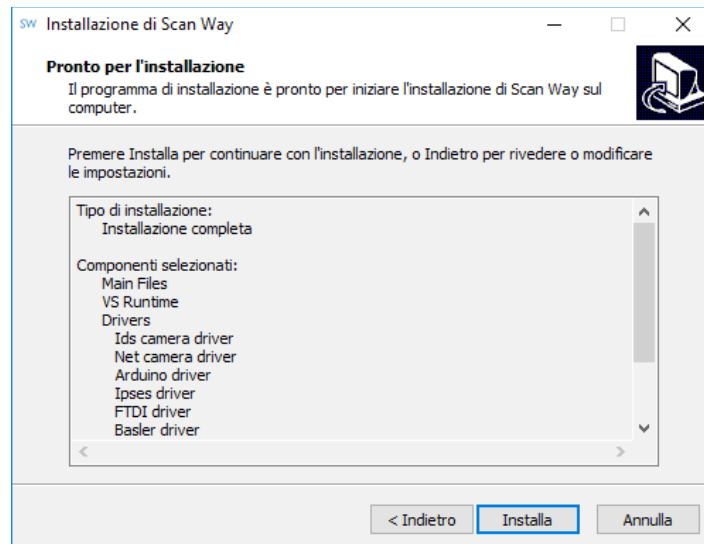 SW Installazione di Scan Way
Pronto per l'installazione
Il programma di installazione è pronto per iniziare l'installazione di Scan Way sul
computer.
Premere Installa per continuare con l'installazione, o Indietro per rivedere o modificare
le impostazioni.
Tipo di installazione:
Installazione completa
Componenti selezionati:
Main Files
VS Runtime
Drivers
Ids camera driver
Net camera driver
Arduino driver
Ipses driver
FTDI driver
Basler driver
< Indietro
Installa
Annulla